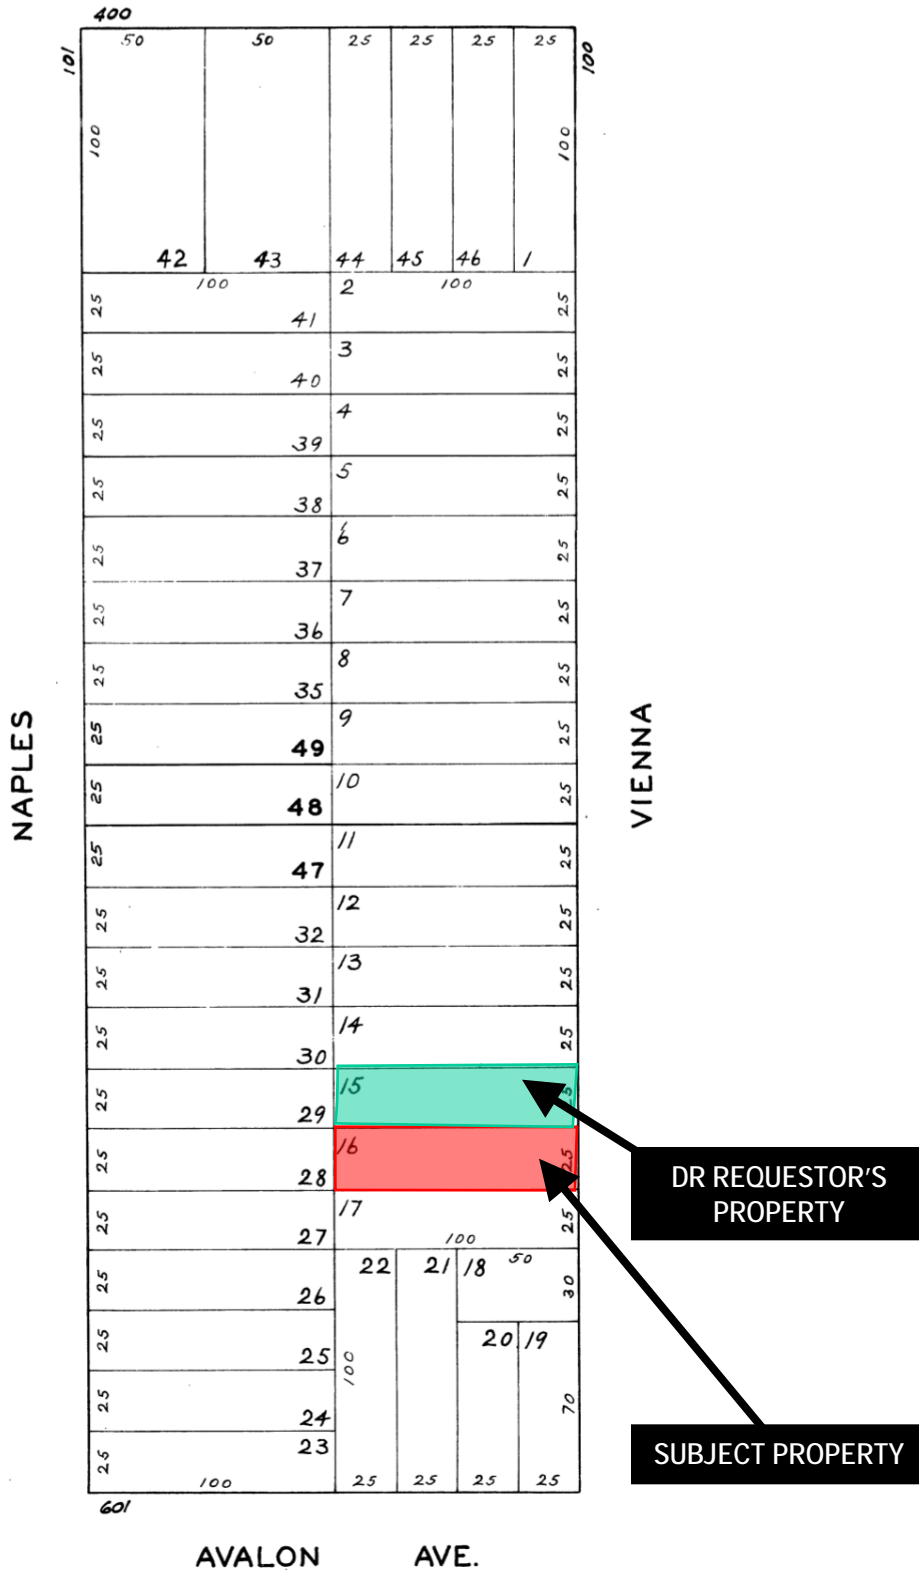 400
101
50 50 25 25 25 25
100
100 100
42 43 44 45 46 1
100 2 100
25 41 25
3
25 40 25
4
25 39 25
5
25 38 25
6
25 37 25
7
25 36 25
8
25 35 25
9
25 49 25
10
25 48 25
11
25 47 25
12
25 32 25
13
25 31 25
14
25 30 25
15
25 29 25
16
25 28 25
17
25 27 25
100
22 21 18 50
25 26 30
20 19
25 25
100
25 24 70
23
25
100 25 25 25 25
601
NAPLES
VIENNA
DR REQUESTOR'S
PROPERTY
SUBJECT PROPERTY
AVALON AVE.